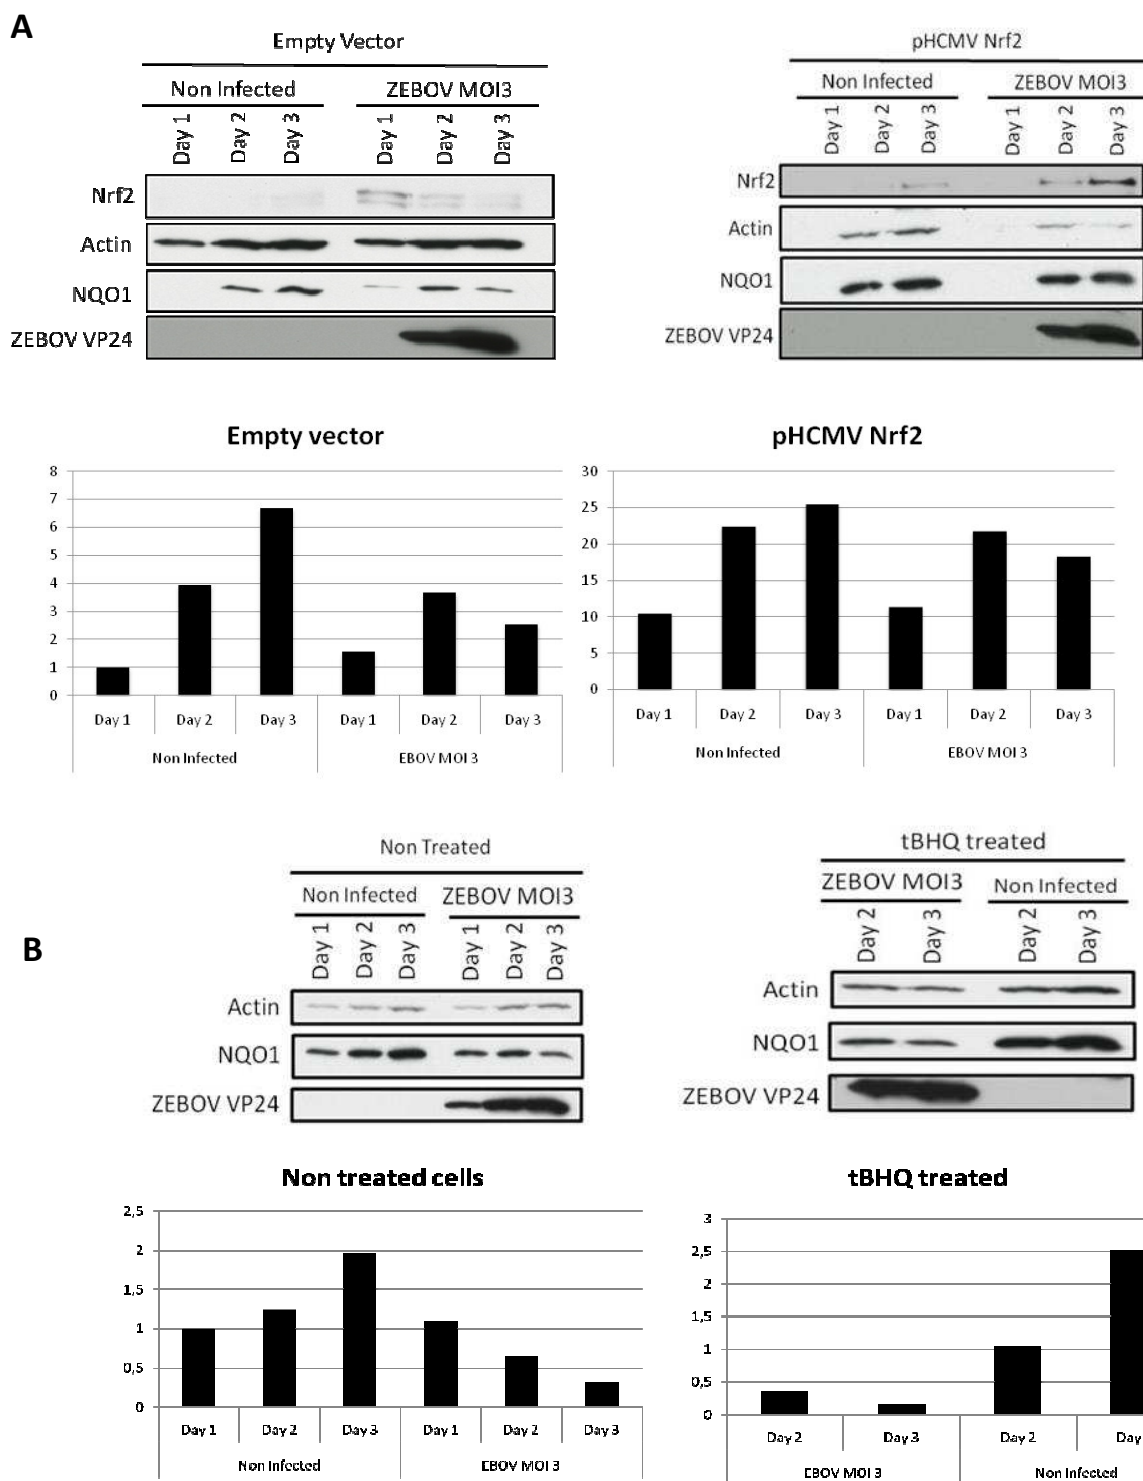 A
Empty Vector
Non Infected ZEBOV MOI3
Day 1 Day 2 Day 3 Day 1 Day 2 Day 3
Nrf2
Actin
NQO1
ZEBOV VP24
pHCMV Nrf2
Non Infected ZEBOV MOI3
Day 1 Day 2 Day 3 Day 1 Day 2 Day 3
Nrf2
Actin
NQO1
ZEBOV VP24
Empty vector
8
7
6
5
4
3
2
1
0
Day 1 Day 2 Day 3 Day 1 Day 2 Day 3
Non Infected EBOV MOI 3
pHCMV Nrf2
30
25
20
15
10
5
0
Day 1 Day 2 Day 3 Day 1 Day 2 Day 3
Non Infected EBOV MOI 3
B
Non Treated
Non Infected ZEBOV MOI3
Day 1 Day 2 Day 3 Day 1 Day 2 Day 3
Actin
NQO1
ZEBOV VP24
tBHQ treated
ZEBOV MOI3 Non Infected
Day 2 Day 3 Day 2 Day 3
Actin
NQO1
ZEBOV VP24
Non treated cells
2,5
2
1,5
1
0,5
0
Day 1 Day 2 Day 3 Day 1 Day 2 Day 3
Non Infected EBOV MOI 3
tBHQ treated
3
2,5
2
1,5
1
0,5
0
Day 2 Day 3 Day 2 Day
EBOV MOI 3 Non Infected